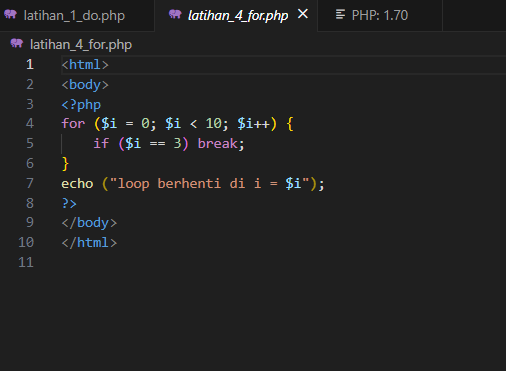 latihan_1_do.php latihan_4_for.php × PHP: 1.70
latihan_4_for.php
1 <html>
2 <body>
3 <?php
4 for ($i = 0; $i < 10; $i++) {
5     if ($i == 3) break;
6 }
7 echo ("loop berhenti di i = $i");
8 ?>
9 </body>
10 </html>
11